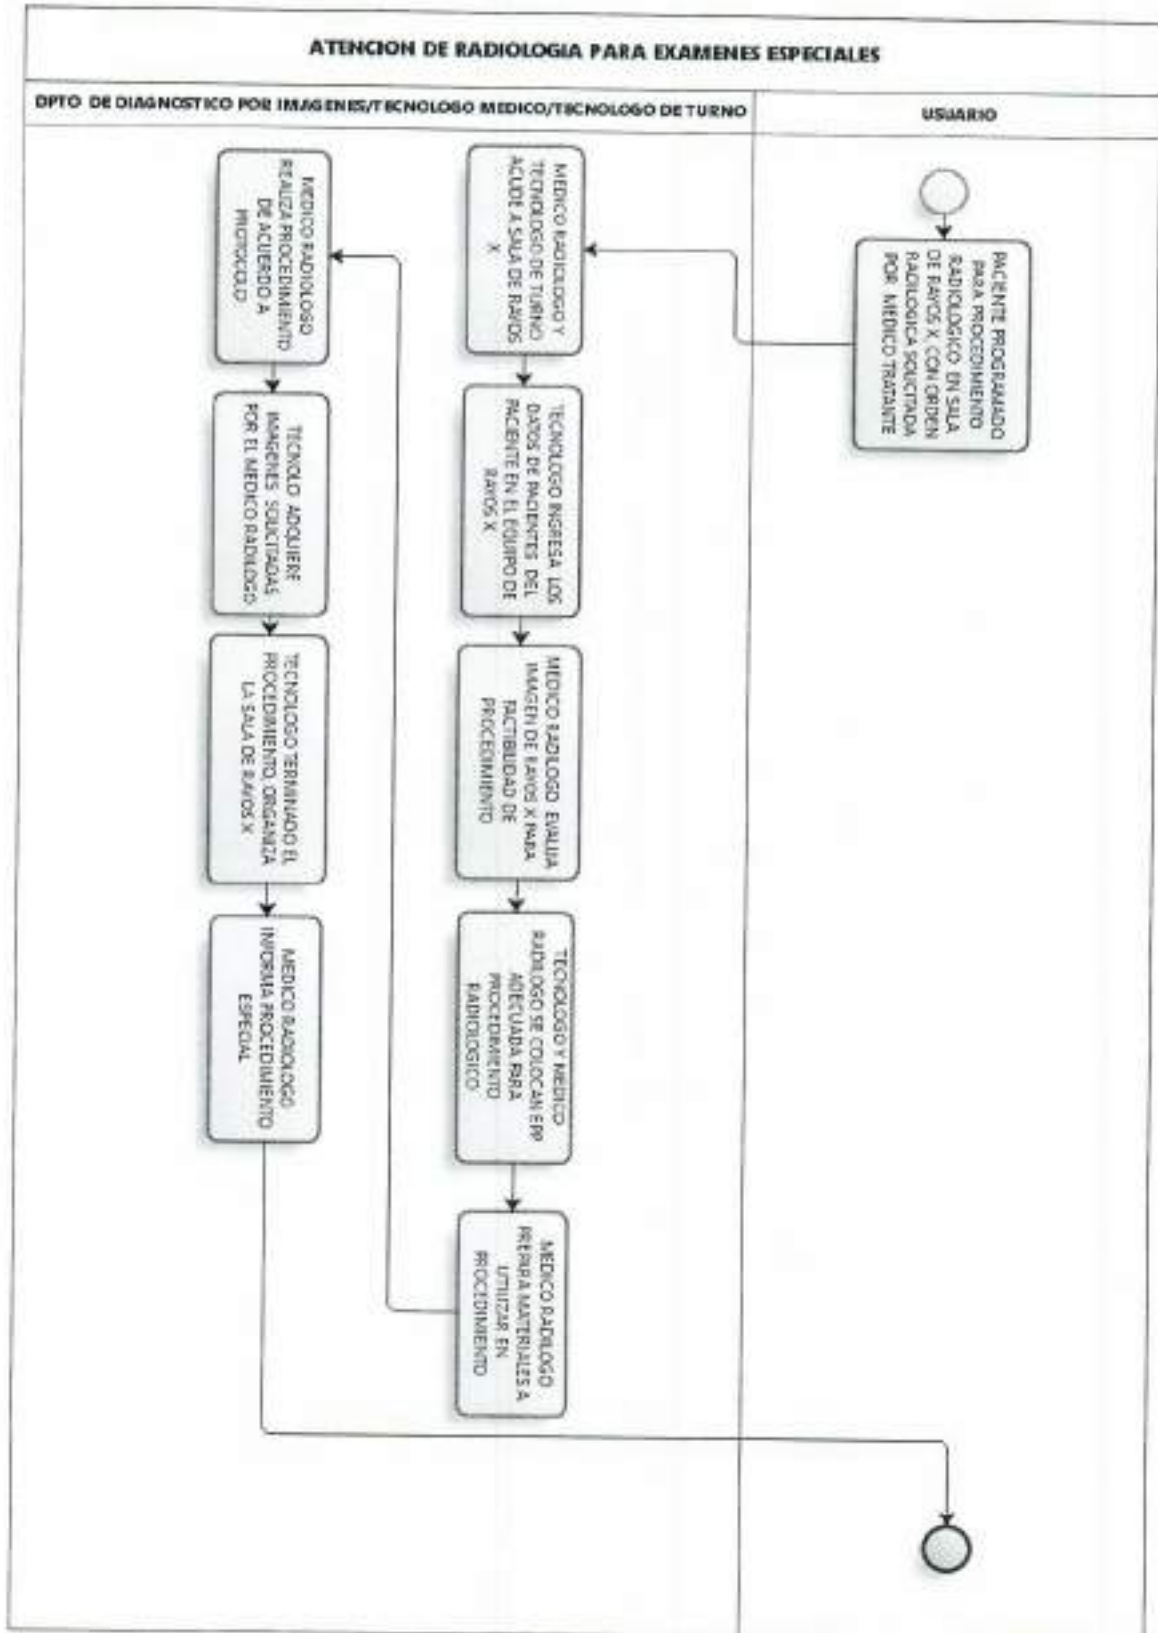 ATENCION DE RADIOLOGIA PARA EXAMENES ESPECIALES
DPTO DE DIAGNOSTICO POR IMAGENES/TECNOLOGO MEDICO/TECNOLOGO DE TURNO
USUARIO
PACIENTE PROGRAMADO
PARA PROCEDIMIENTO
RADIOLOGICO EN SALA
DE RAYOS X, CON ORDEN
RADILOGICA SOLICITADA
POR MEDICO TRATANTE
MEDICO RADIOLOGO Y
TECNOLOGO DE TURNO
ACUDE A SALA DE RAYOS
X
TECNOLOGO INGRESA LOS
DATOS DE PACIENTES DEL
PACIENTE EN EL EQUIPO DE
RAYOS X
MEDICO RADILOGO EVALUA
IMAGEN DE RAYOS X PARA
FACTIBILIDAD DE
PROCEDIMIENTO
TECNOLOGO Y MEDICO
RADILOGO SE COLOCAN EPP
ADECUADA PARA
PROCEDIMIENTO
RADIOLOGICO
MEDICO RADILOGO
PREPARA MATERIALES A
UTILIZAR EN
PROCEDIMIENTO
MEDICO RADIOLOGO
REALIZA PROCEDIMIENTO
DE ACUERDO A
PROTOCOLO
TECNOLO ADQUIERE
IMAGENES SOLICITADAS
POR EL MEDICO RADILOGO
TECNOLOGO TERMINADO EL
PROCEDIMIENTO, ORGANIZA
LA SALA DE RAYOS X
MEDICO RADIOLOGO
INFORMA PROCEDIMIENTO
ESPECIAL